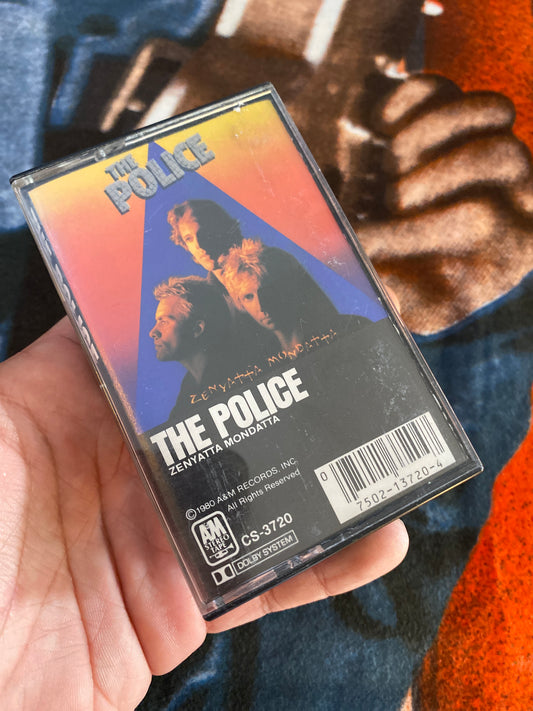 THE
POLICE
ZENYATTA MONDATTA
THE POLICE
ZENYATTA MONDATTA
©1980 A&M RECORDS, INC.
All Rights Reserved
A&M
STEREO
TAPE
CS-3720
DOLBY SYSTEM
0
7502-13720-4